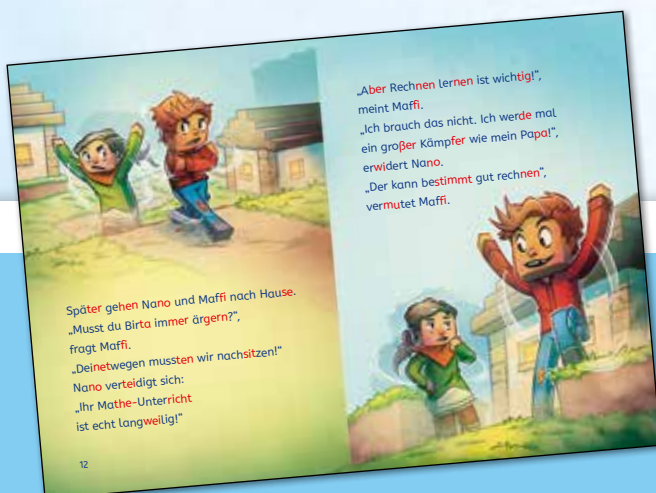 Später gehen Nano und Maffi nach Hause.
„Musst du Birta immer ärgern?“,
fragt Maffi.
„Deinetwegen mussten wir nachsitzen!“
Nano verteidigt sich:
„Ihr Mathe-Unterricht
ist echt langweilig!“
12
„Aber Rechnen lernen ist wichtig!“,
meint Maffi.
„Ich brauch das nicht. Ich werde mal
ein großer Kämpfer wie mein Papa!“,
erwidert Nano.
„Der kann bestimmt gut rechnen“,
vermutet Maffi.